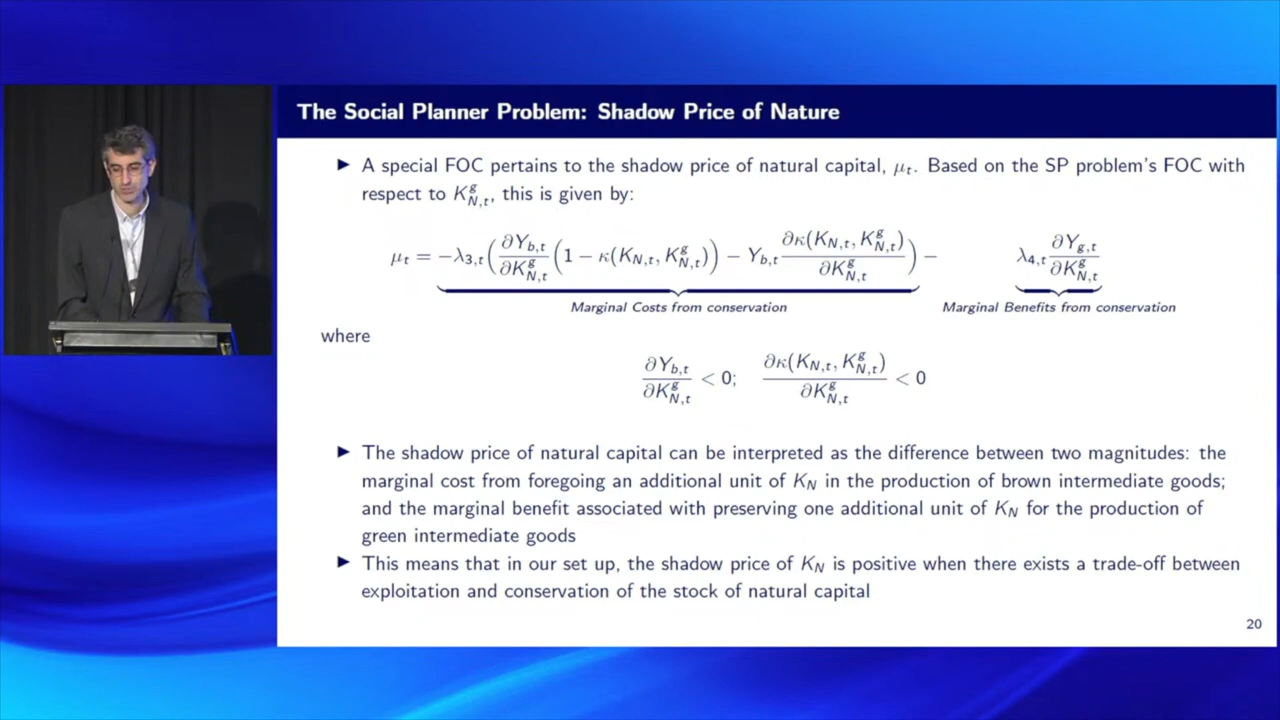 The Social Planner Problem: Shadow Price of Nature
▶ A special FOC pertains to the shadow price of natural capital, μ_t. Based on the SP problem's FOC with
respect to K^g_{N,t}, this is given by:
μ_t = −λ_{3,t}(∂Y_{b,t}/∂K^g_{N,t}(1 − κ(K_{N,t}, K^g_{N,t})) − Y_{b,t} ∂κ(K_{N,t}, K^g_{N,t})/∂K^g_{N,t}) − λ_{4,t} ∂Y_{g,t}/∂K^g_{N,t}
Marginal Costs from conservation Marginal Benefits from conservation
where
∂Y_{b,t}/∂K^g_{N,t} < 0; ∂κ(K_{N,t}, K^g_{N,t})/∂K^g_{N,t} < 0
▶ The shadow price of natural capital can be interpreted as the difference between two magnitudes: the
marginal cost from foregoing an additional unit of K_N in the production of brown intermediate goods;
and the marginal benefit associated with preserving one additional unit of K_N for the production of
green intermediate goods
▶ This means that in our set up, the shadow price of K_N is positive when there exists a trade-off between
exploitation and conservation of the stock of natural capital
20